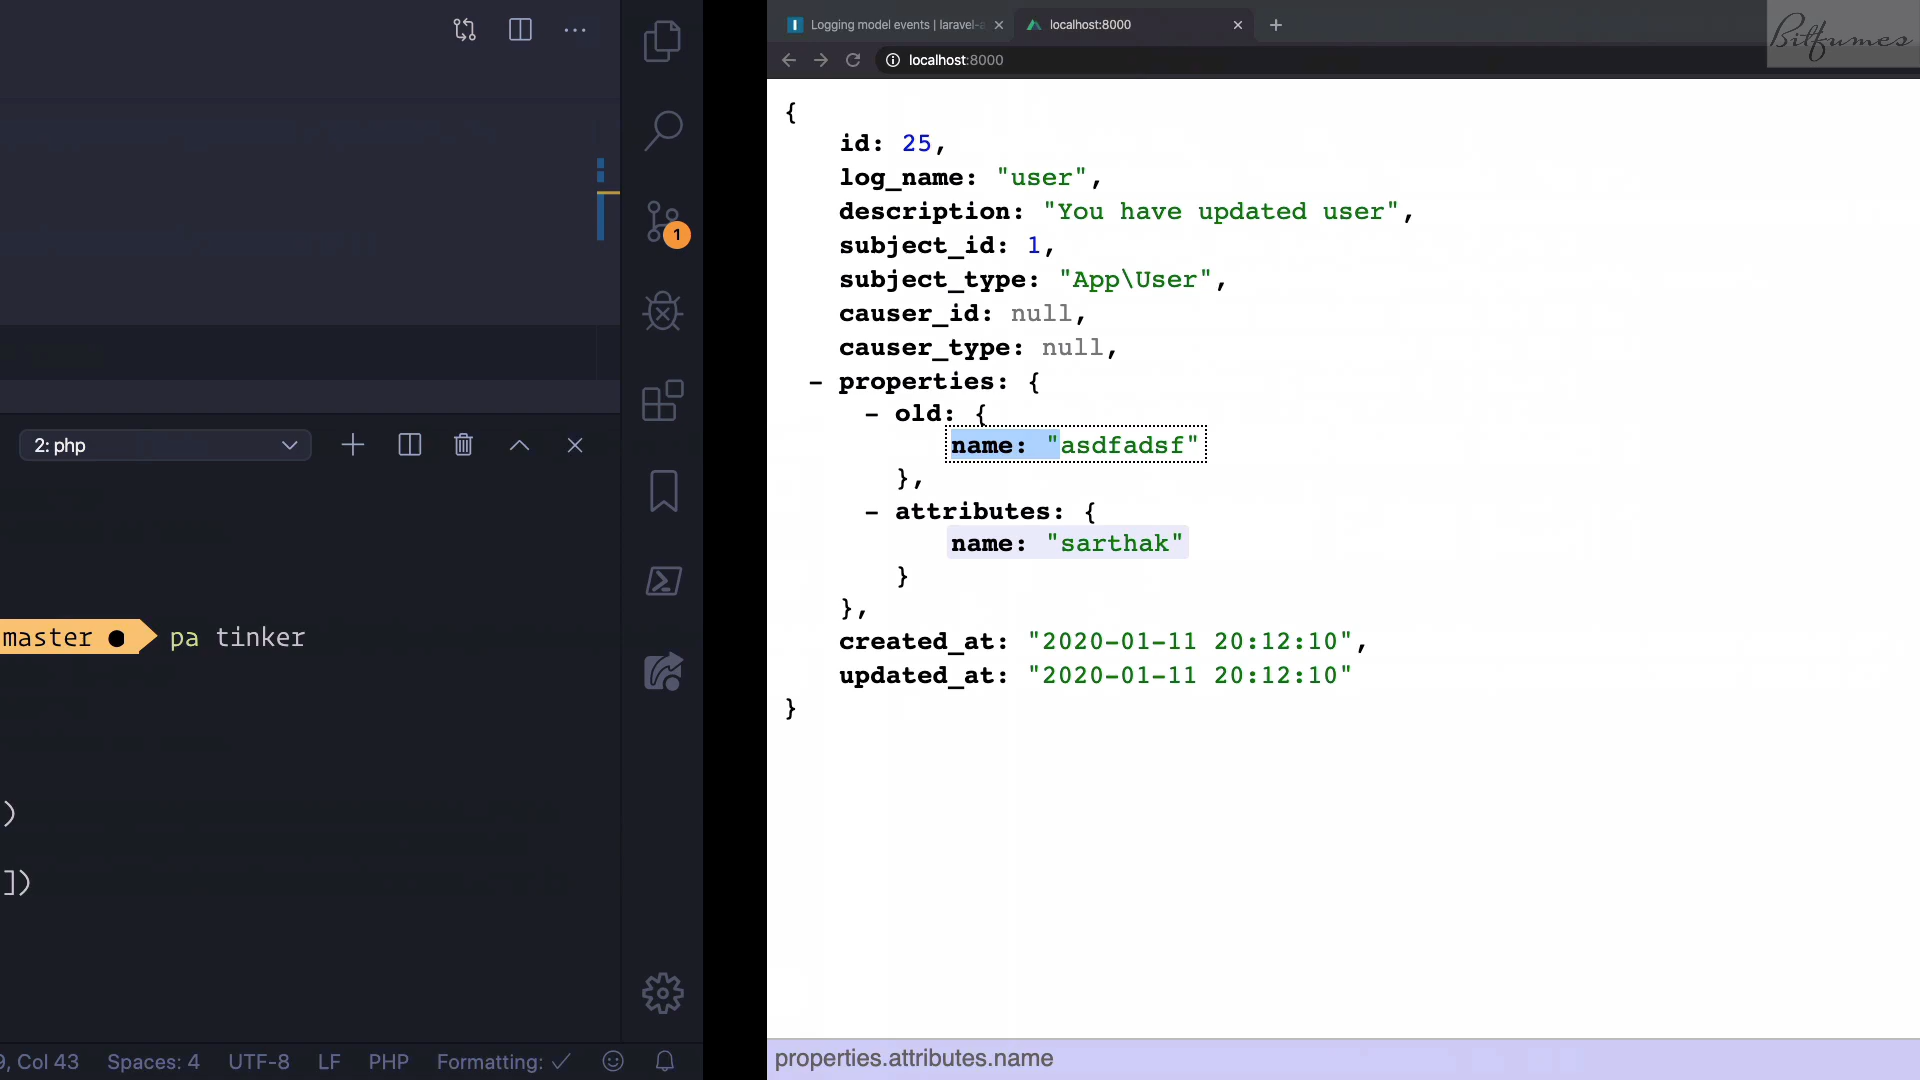 2: php
master ● pa tinker
)
])
9, Col 43 Spaces: 4 UTF-8 LF PHP Formatting: ✓
1
Logging model events | laravel-a
localhost:8000
localhost:8000
Bitfumes
{
id: 25,
log_name: "user",
description: "You have updated user",
subject_id: 1,
subject_type: "App\User",
causer_id: null,
causer_type: null,
- properties: {
- old: {
name: "asdfadsf"
},
- attributes: {
name: "sarthak"
}
},
created_at: "2020-01-11 20:12:10",
updated_at: "2020-01-11 20:12:10"
}
properties.attributes.name